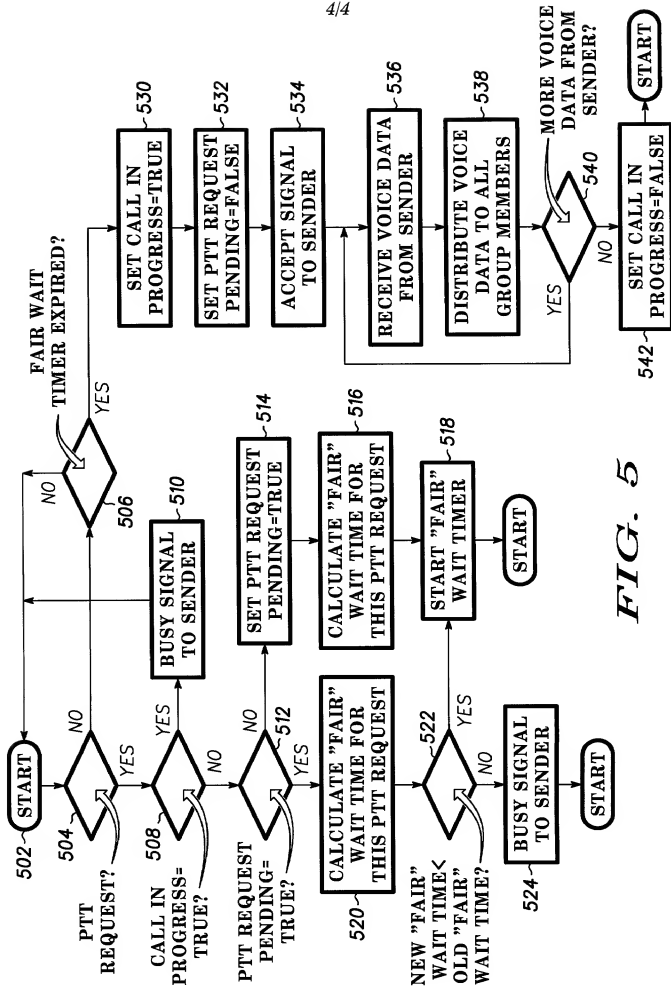 4/4
START
502
504
PTT
REQUEST?
NO
YES
FAIR WAIT
TIMER EXPIRED?
NO
506
YES
508
CALL IN
PROGRESS=
TRUE?
YES
NO
BUSY SIGNAL
TO SENDER
510
PTT REQUEST
PENDING=
TRUE?
512
NO
YES
SET PTT REQUEST
PENDING=TRUE
514
CALCULATE "FAIR"
WAIT TIME FOR
THIS PTT REQUEST
516
START "FAIR"
WAIT TIMER
518
START
CALCULATE "FAIR"
WAIT TIME FOR
THIS PTT REQUEST
520
NEW "FAIR"
WAIT TIME<
OLD "FAIR"
WAIT TIME?
522
YES
NO
BUSY SIGNAL
TO SENDER
524
START
SET CALL IN
PROGRESS=TRUE
530
SET PTT REQUEST
PENDING=FALSE
532
ACCEPT SIGNAL
TO SENDER
534
RECEIVE VOICE DATA
FROM SENDER
536
DISTRIBUTE VOICE
DATA TO ALL
GROUP MEMBERS
538
MORE VOICE
DATA FROM
SENDER?
540
YES
NO
SET CALL IN
PROGRESS=FALSE
542
START
FIG. 5